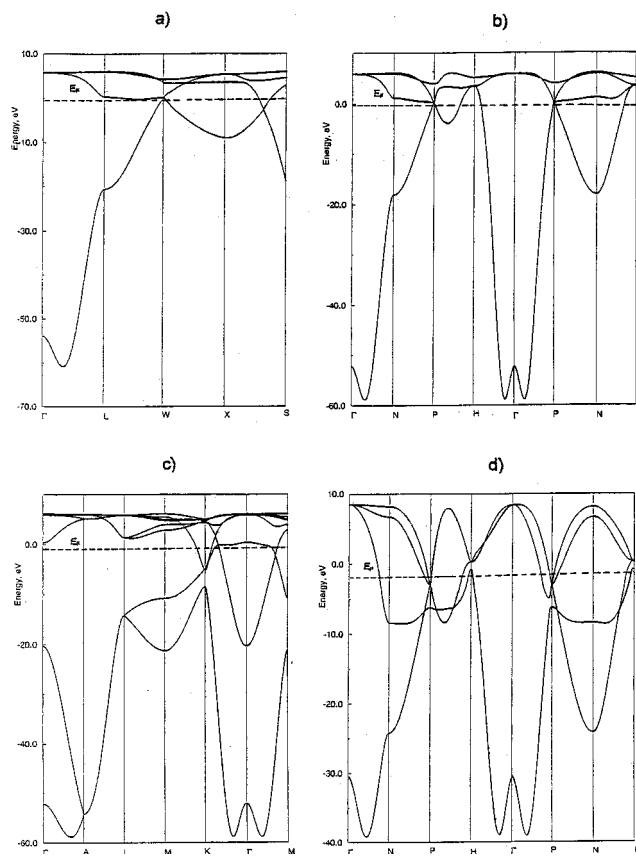 a)
10.0
E_F
-10.0
-30.0
-50.0
-70.0
Energy, eV
Γ L W X S
b)
E_F
0.0
-20.0
-40.0
-60.0
Energy, eV
Γ N P H Γ P N
c)
E_F
0.0
-20.0
-40.0
-60.0
Energy, eV
Γ A L M K Γ M
d)
10.0
E_F
0.0
-10.0
-20.0
-30.0
-40.0
Energy, eV
Γ N P H Γ P N